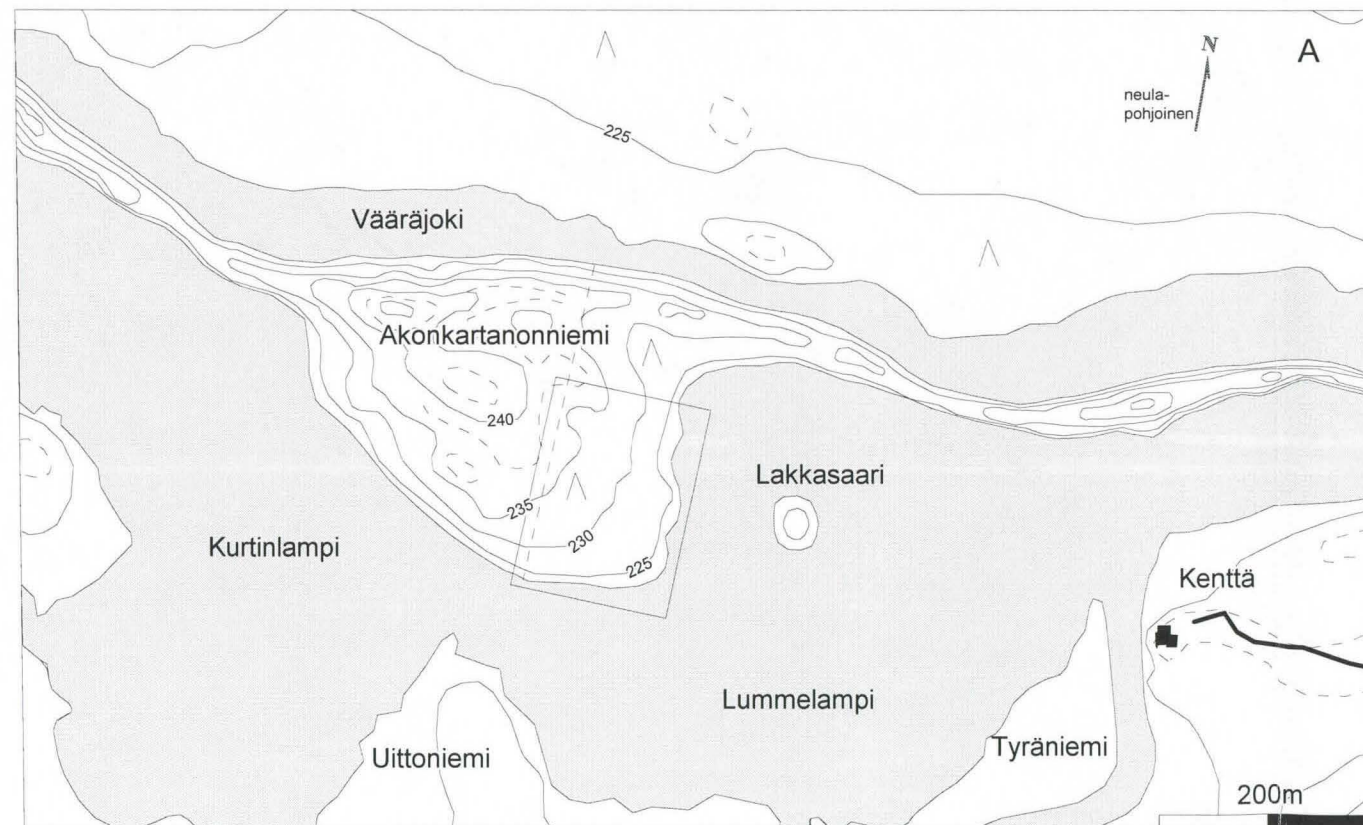 N
A
neula-
pohjoinen
225
Vääräjoki
Akonkartanonniemi
240
Lakkasaari
235
230
225
Kurtinlampi
Kenttä
Lummelampi
Uittoniemi
Tyräniemi
200m